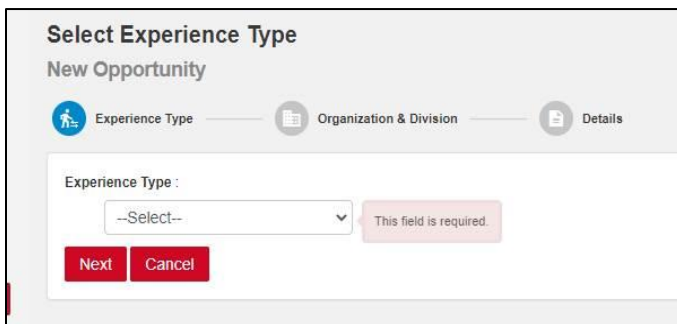 Select Experience Type
New Opportunity
Experience Type Organization & Division Details
Experience Type :
--Select-- This field is required.
Next Cancel